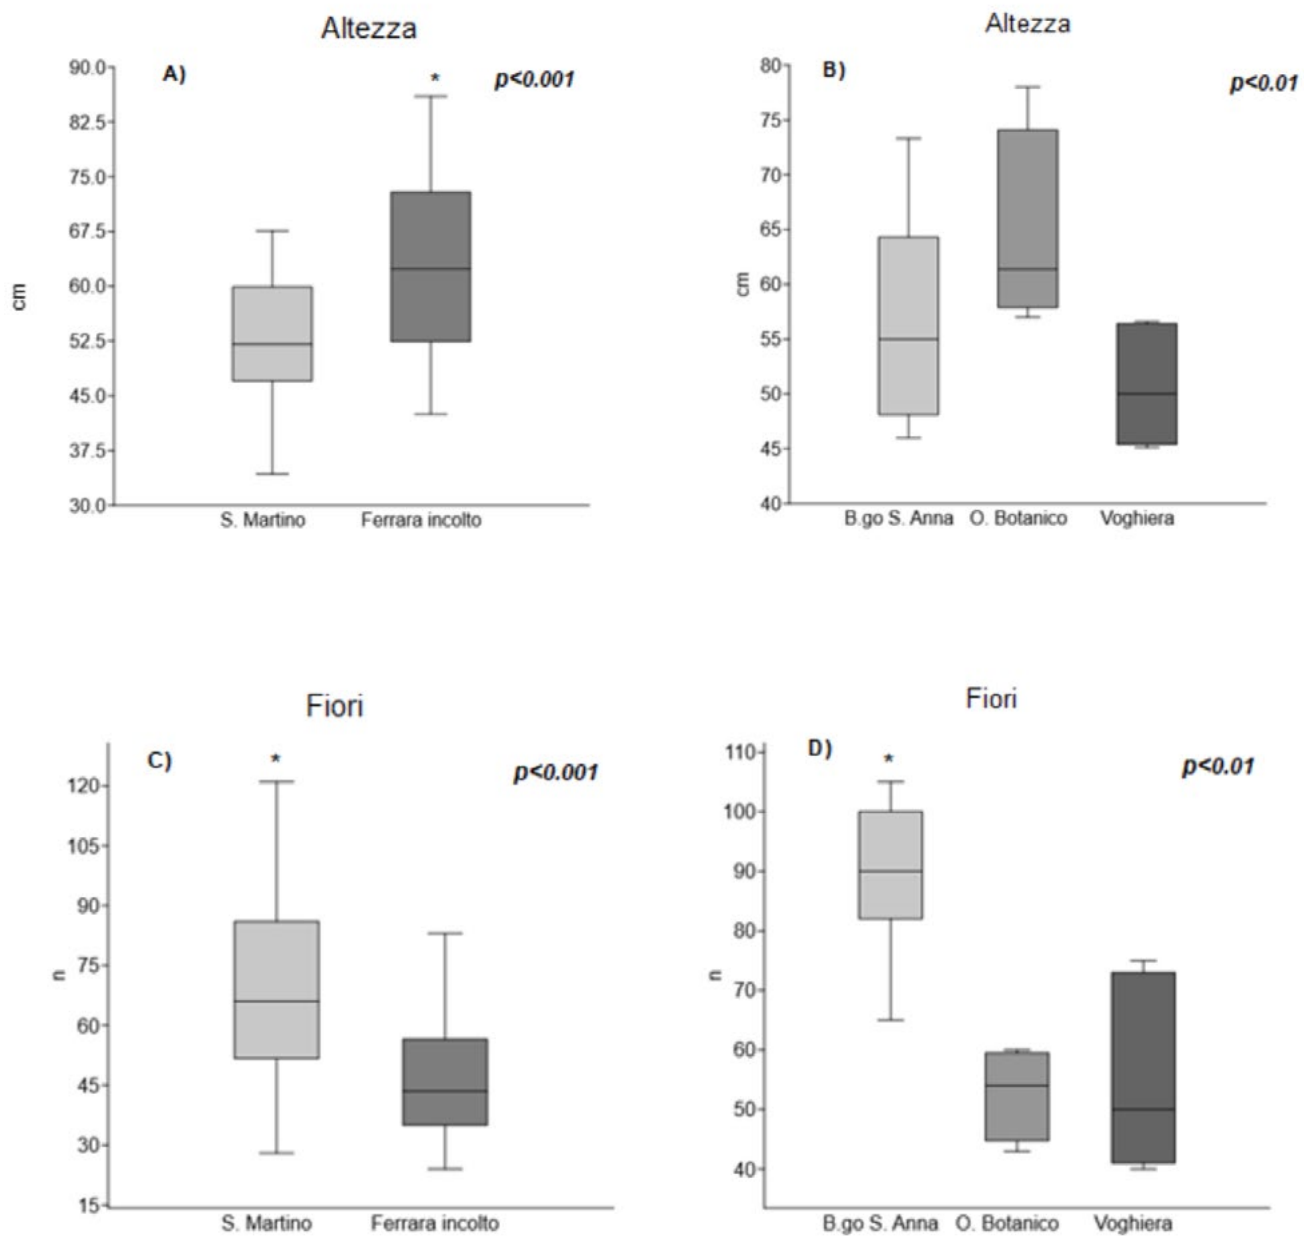 Altezza
A)
*
p<0.001
90.0
82.5
75.0
67.5
60.0
52.5
45.0
37.5
30.0
cm
S. Martino Ferrara incolto
Altezza
B)
p<0.01
80
75
70
65
60
55
50
45
40
cm
B.go S. Anna O. Botanico Voghiera
Fiori
C)
*
p<0.001
120
105
90
75
60
45
30
15
n
S. Martino Ferrara incolto
Fiori
D)
*
p<0.01
110
100
90
80
70
60
50
40
n
B.go S. Anna O. Botanico Voghiera